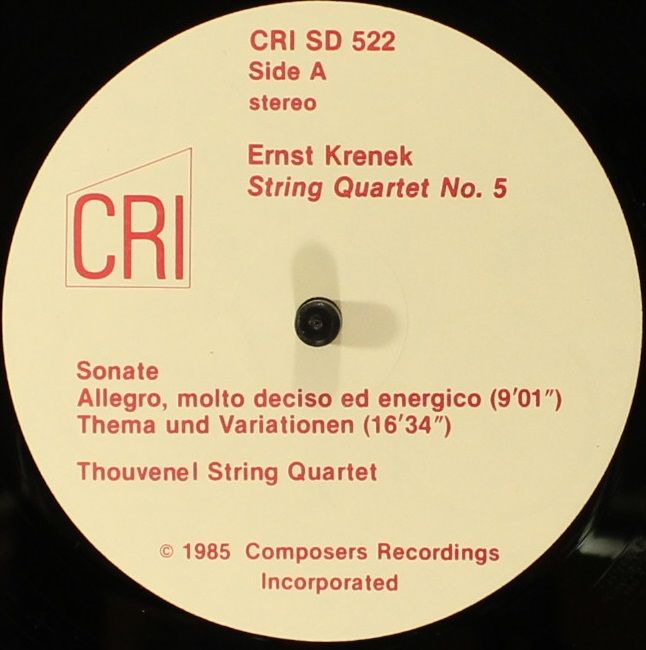 CRI SD 522
Side A
stereo
Ernst Krenek
String Quartet No. 5
CRI
Sonate
Allegro, molto deciso ed energico (9′01″)
Thema und Variationen (16′34″)
Thouvenel String Quartet
© 1985 Composers Recordings
Incorporated